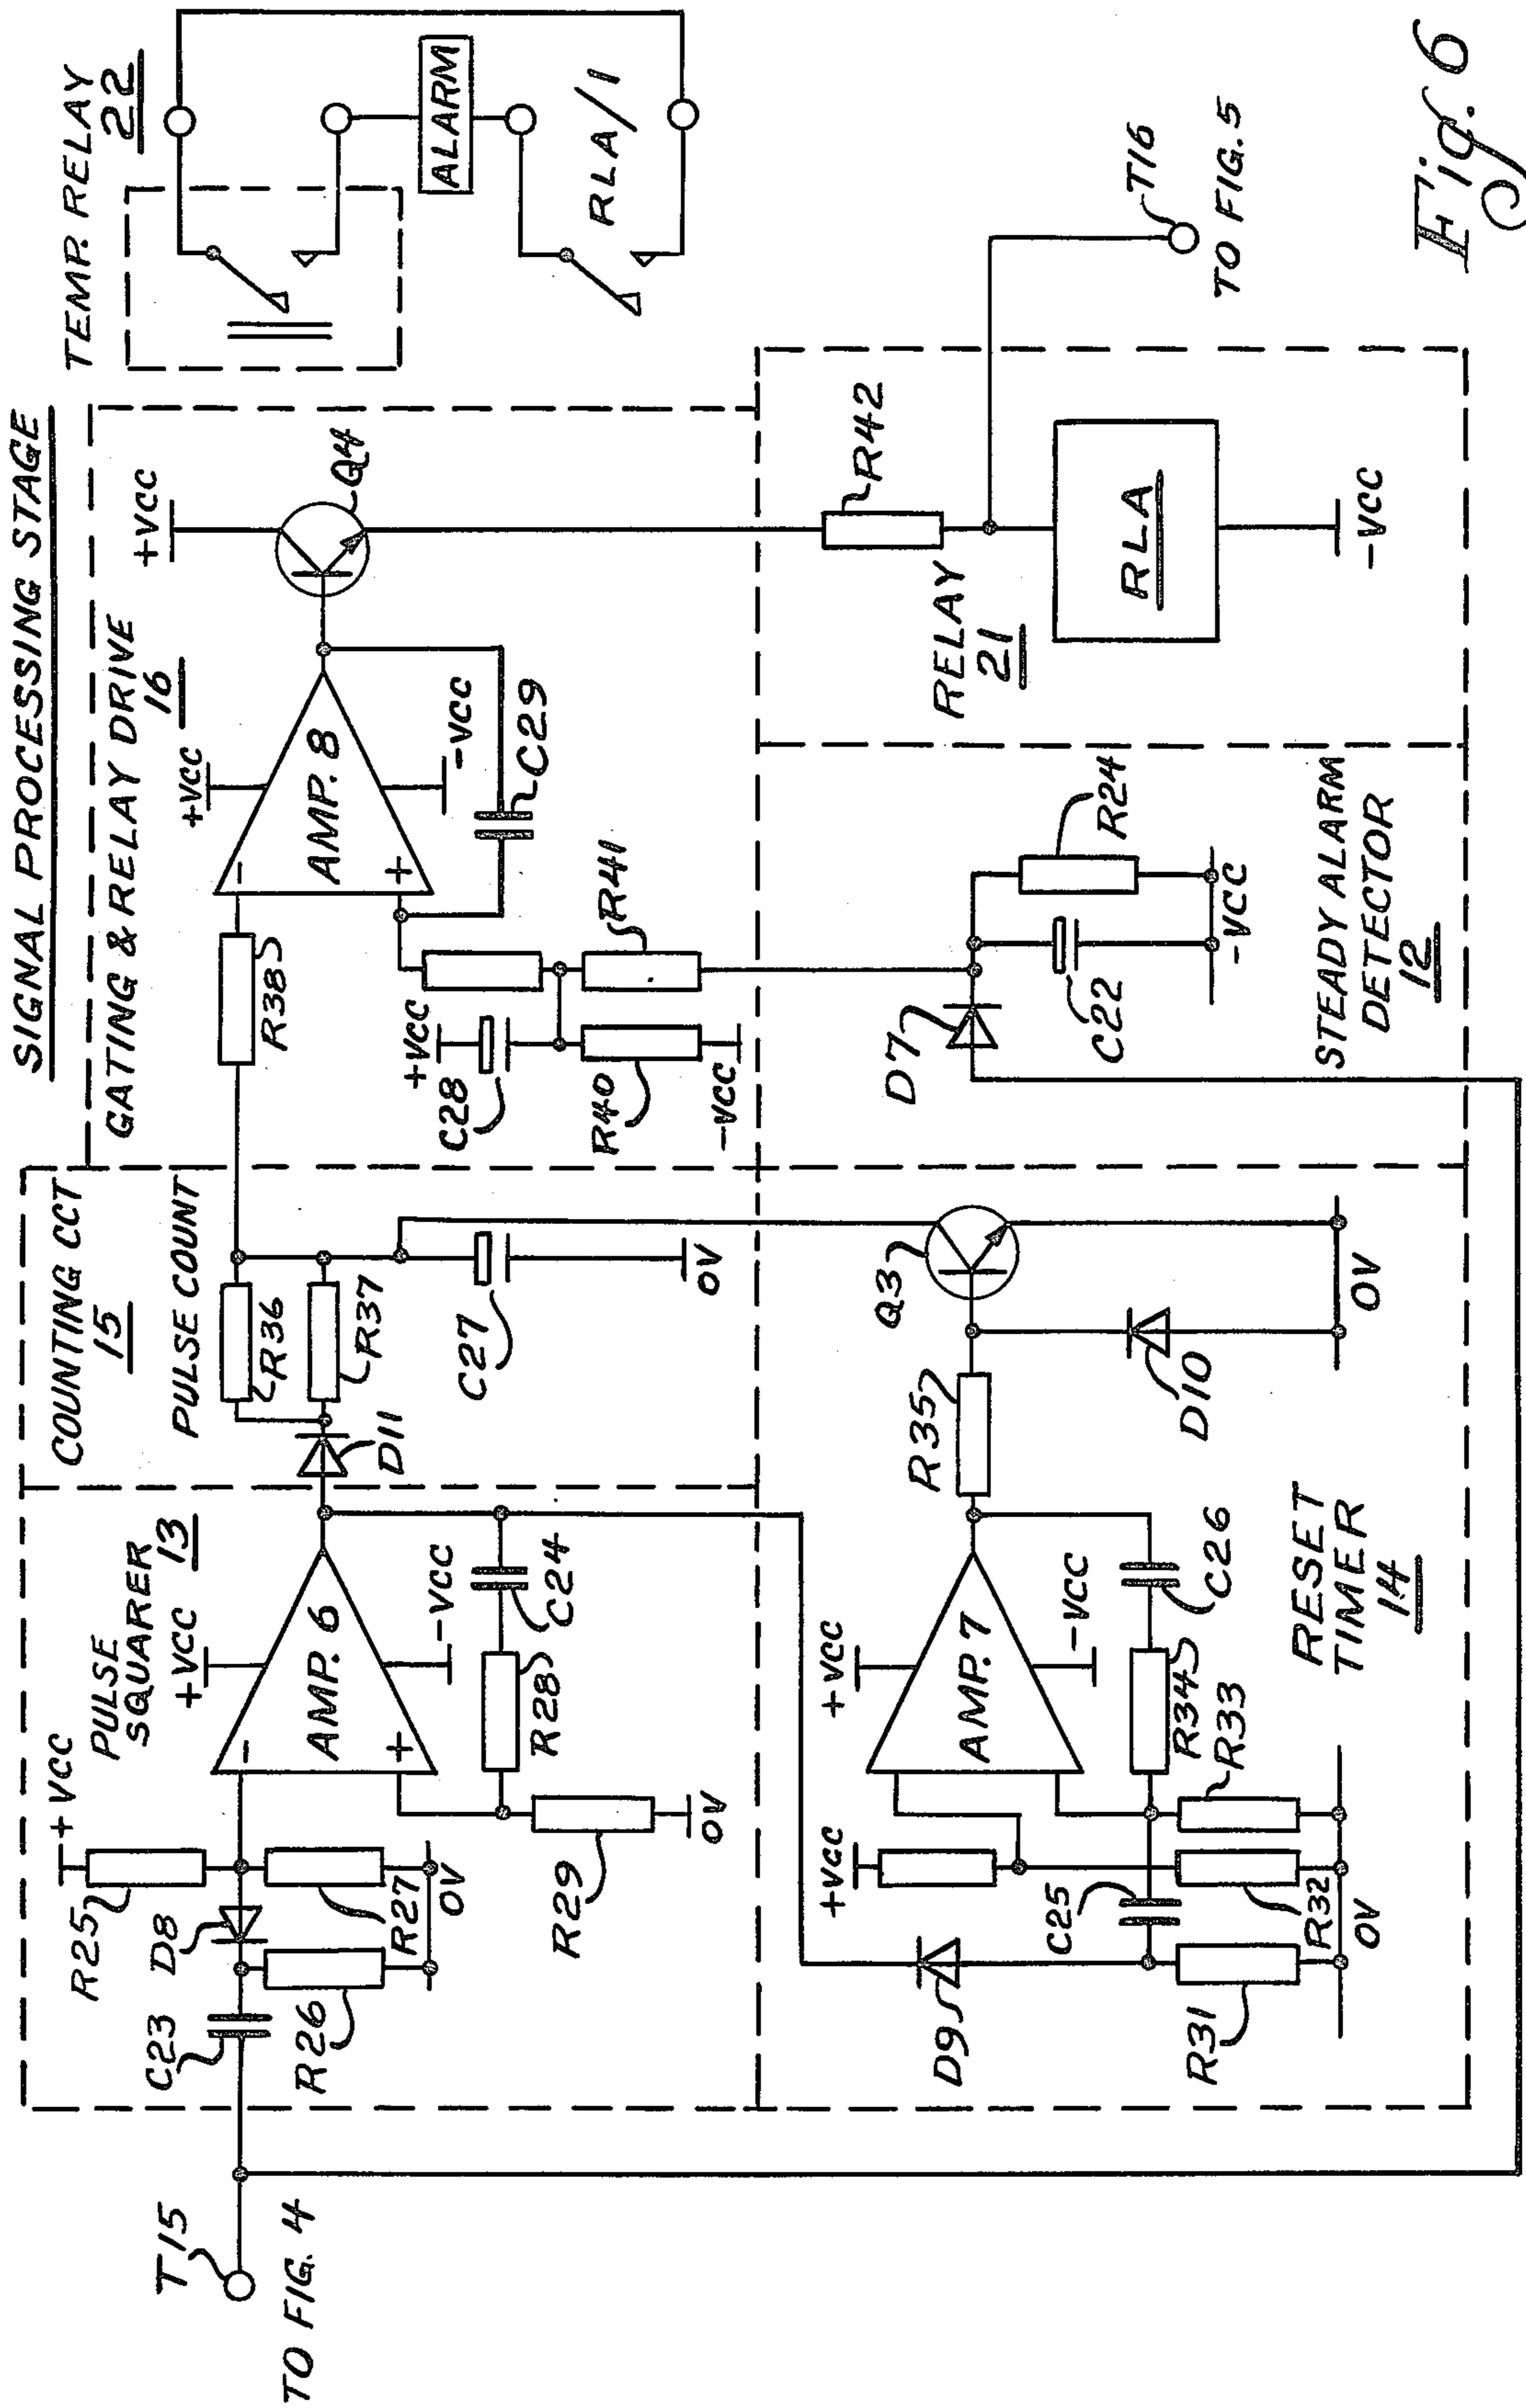 SIGNAL PROCESSING STAGE
TEMP. RELAY
22
ALARM
RLA/1
COUNTING CCT
15
PULSE COUNT
GATING & RELAY DRIVE
16
PULSE
SQUARER
13
+VCC
R25
D8
C23
R26
R27
0V
+VCC
AMP. 6
-
+
-VCC
R28
C24
R29
0V
D11
R36
R37
C27
0V
R38
+VCC
AMP. 8
-
+
-VCC
C29
R41
+VCC
C28
R40
-VCC
+VCC
Q4
T15
TO FIG. 4
D9
+VCC
C25
R31
R32
0V
R33
R34
C26
+VCC
AMP. 7
-VCC
R35
Q3
D10
0V
RESET
TIMER
14
D7
C22
R24
-VCC
STEADY ALARM
DETECTOR
12
RELAY
21
R42
RLA
-VCC
T16
TO FIG. 5
Fig. 6